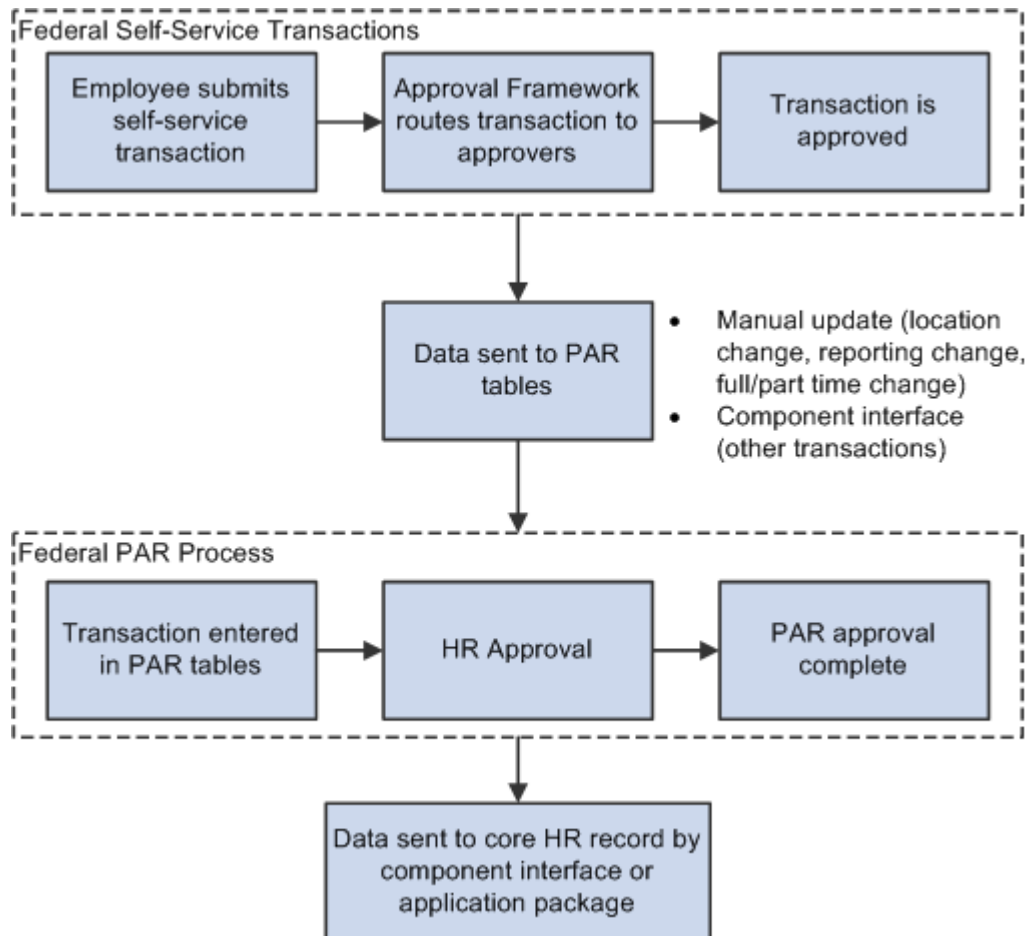 Federal Self-Service Transactions
Employee submits
self-service
transaction
Approval Framework
routes transaction to
approvers
Transaction is
approved
Data sent to PAR
tables
• Manual update (location
change, reporting change,
full/part time change)
• Component interface
(other transactions)
Federal PAR Process
Transaction entered
in PAR tables
HR Approval
PAR approval
complete
Data sent to core HR record by
component interface or
application package